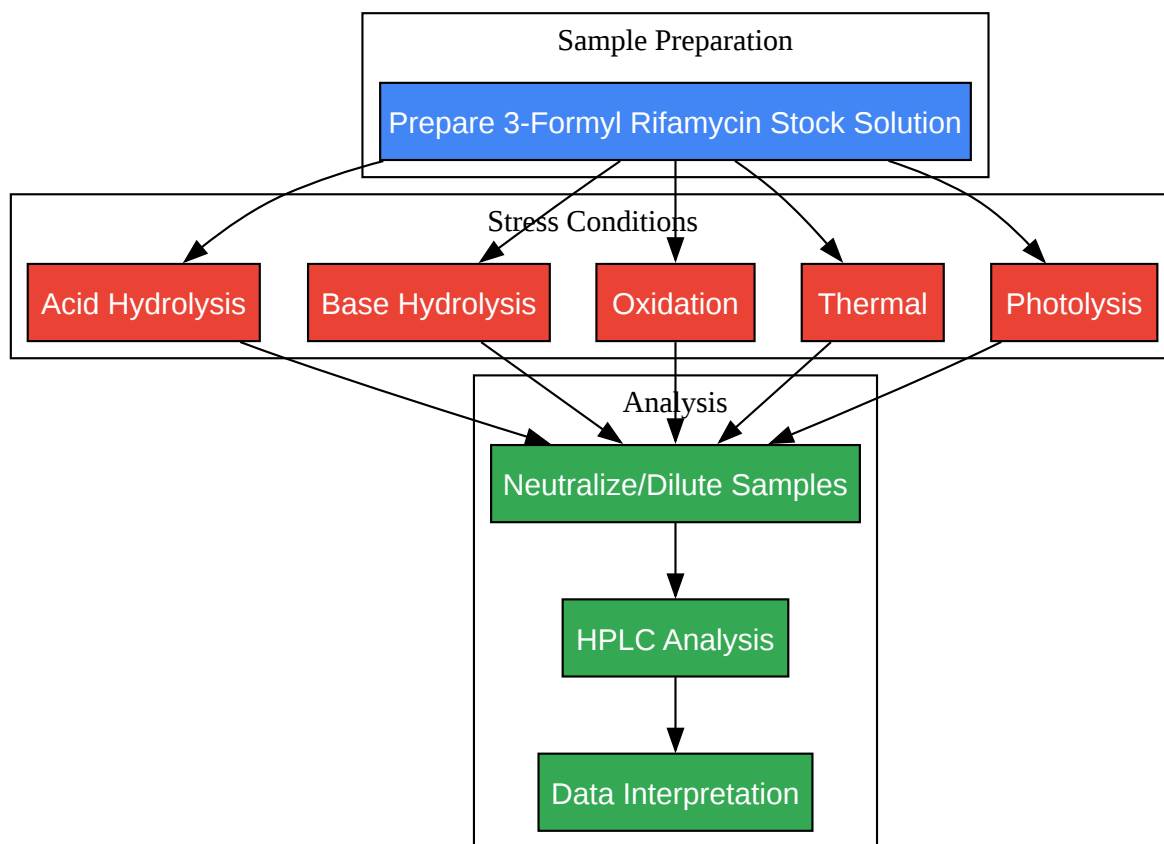 Sample Preparation
Prepare 3-Formyl Rifamycin Stock Solution
Stress Conditions
Acid Hydrolysis
Base Hydrolysis
Oxidation
Thermal
Photolysis
Analysis
Neutralize/Dilute Samples
HPLC Analysis
Data Interpretation